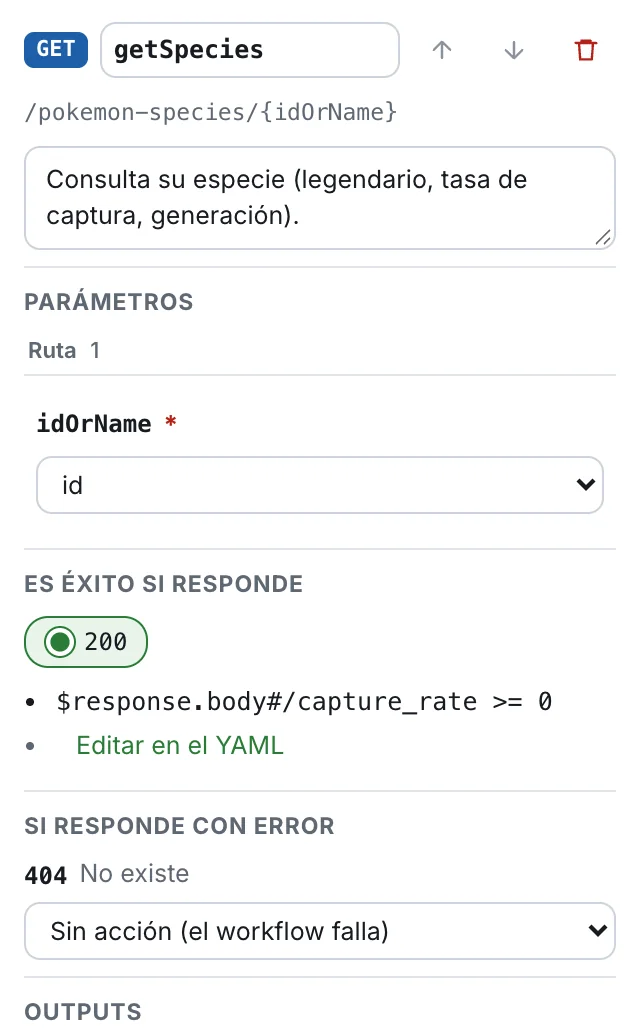 GET getSpecies
/pokemon-species/{idOrName}
Consulta su especie (legendario, tasa de
captura, generación).
PARÁMETROS
Ruta 1
idOrName *
id
ES ÉXITO SI RESPONDE
200
• $response.body#/capture_rate >= 0
• Editar en el YAML
SI RESPONDE CON ERROR
404 No existe
Sin acción (el workflow falla)
OUTPUTS